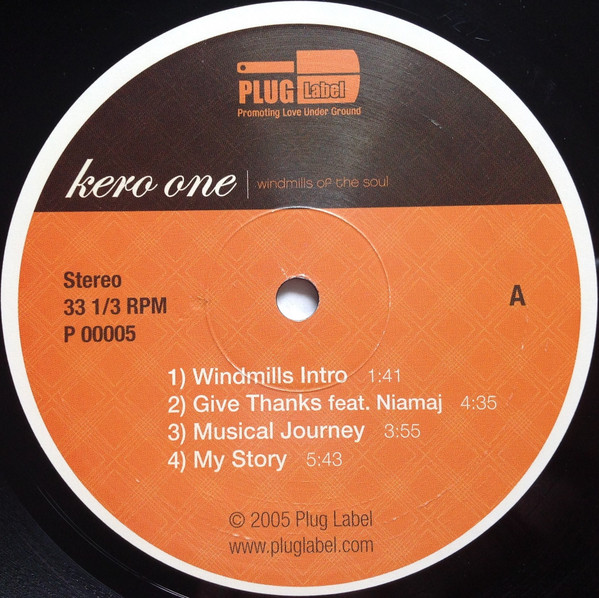 PLUG Label
Promoting Love Under Ground
kero one | windmills of the soul
Stereo
33 1/3 RPM
P 00005
A
1) Windmills Intro 1:41
2) Give Thanks feat. Niamaj 4:35
3) Musical Journey 3:55
4) My Story 5:43
© 2005 Plug Label
www.pluglabel.com